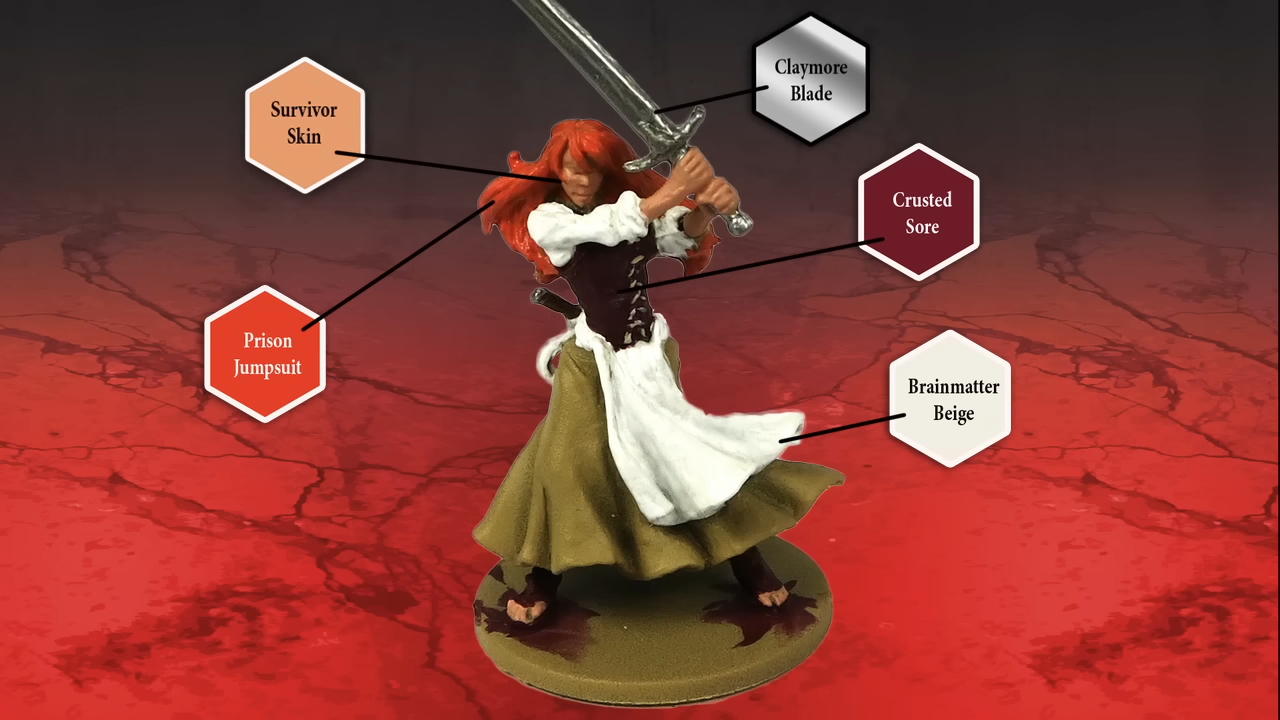 Claymore
Blade
Survivor
Skin
Crusted
Sore
Prison
Jumpsuit
Brainmatter
Beige